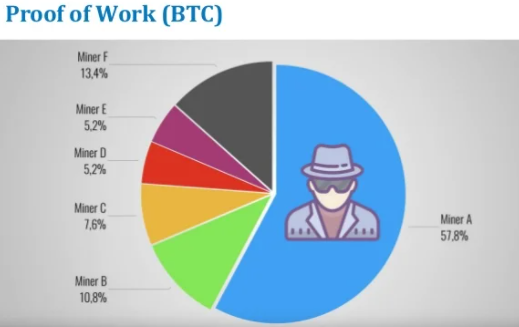 Proof of Work (BTC)
Miner F
13,4%
Miner E
5,2%
Miner D
5,2%
Miner C
7,6%
Miner B
10,8%
Miner A
57,8%